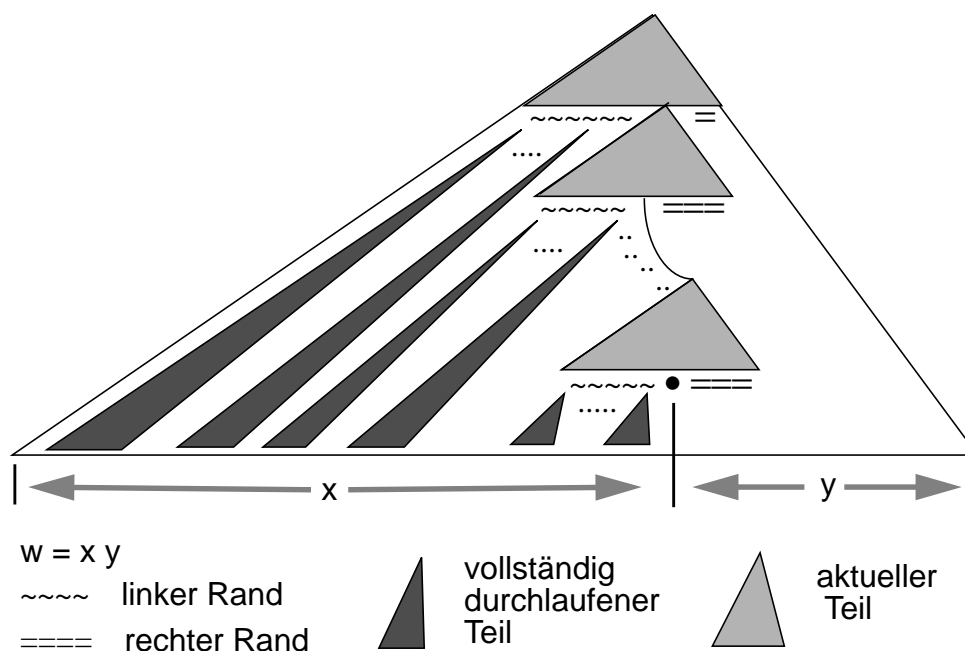 ~~~~~~ =
....
~~~~~ ===
.... ..
..
..
..
~~~~~ ===
.....
x y
w = x y
~~~~ linker Rand
==== rechter Rand
vollständig
durchlaufener
Teil
aktueller
Teil